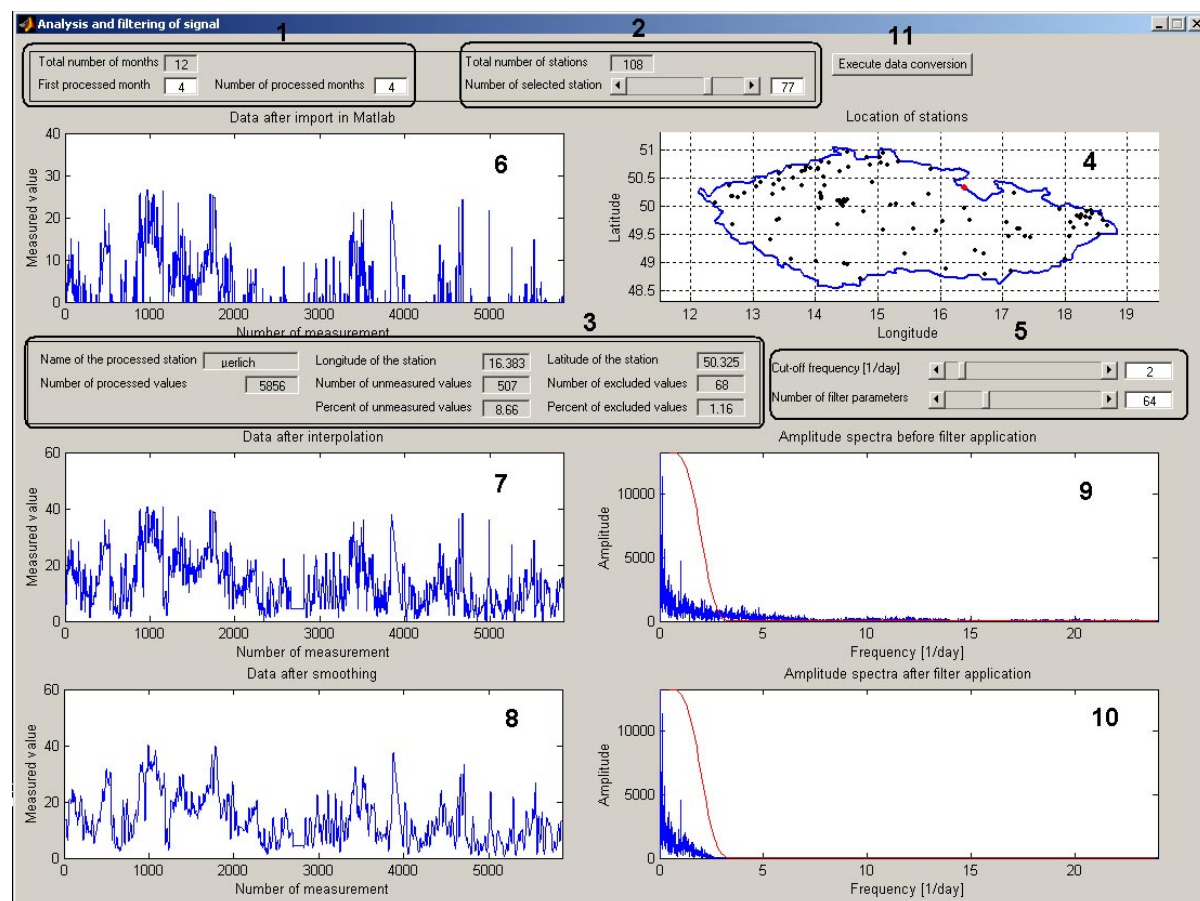 Analysis and filtering of signal
1
2
11
Total number of months 12
First processed month 4 Number of processed months 4
Total number of stations 108
Number of selected station 77
Execute data conversion
Data after import in Matlab
6
Measured value
40
30
20
10
0
0 1000 2000 3000 4000 5000
Number of measurement
Location of stations
4
Latitude
51
50.5
50
49.5
49
48.5
12 13 14 15 16 17 18 19
Longitude
3
Name of the processed station µerlich Longitude of the station 16.383 Latitude of the station 50.325
Number of processed values 5856 Number of unmeasured values 507 Number of excluded values 68
Percent of unmeasured values 8.66 Percent of excluded values 1.16
5
Cut-off frequency [1/day] 2
Number of filter parameters 64
Data after interpolation
7
Measured value
60
40
20
0
0 1000 2000 3000 4000 5000
Number of measurement
Amplitude spectra before filter application
9
Amplitude
10000
5000
0
0 5 10 15 20
Frequency [1/day]
Data after smoothing
8
Measured value
60
40
20
0
0 1000 2000 3000 4000 5000
Number of measurement
Amplitude spectra after filter application
10
Amplitude
10000
5000
0
0 5 10 15 20
Frequency [1/day]